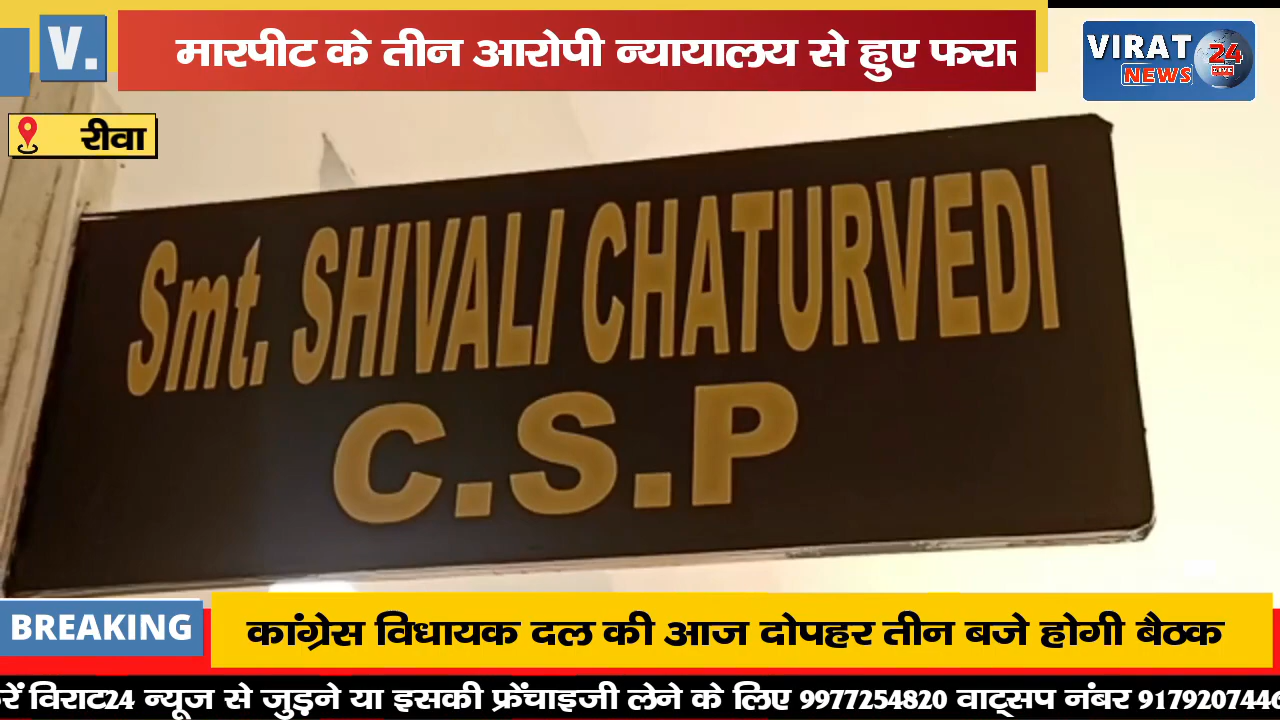 V.
मारपीट के तीन आरोपी न्यायालय से हुए फरार
VIRAT
24
NEWS
रीवा
Smt. SHIVALI CHATURVEDI
C.S.P
BREAKING
कांग्रेस विधायक दल की आज दोपहर तीन बजे होगी बैठक
विराट24 न्यूज से जुड़ने या इसकी फ्रेंचाइजी लेने के लिए 9977254820 वाट्सप नंबर